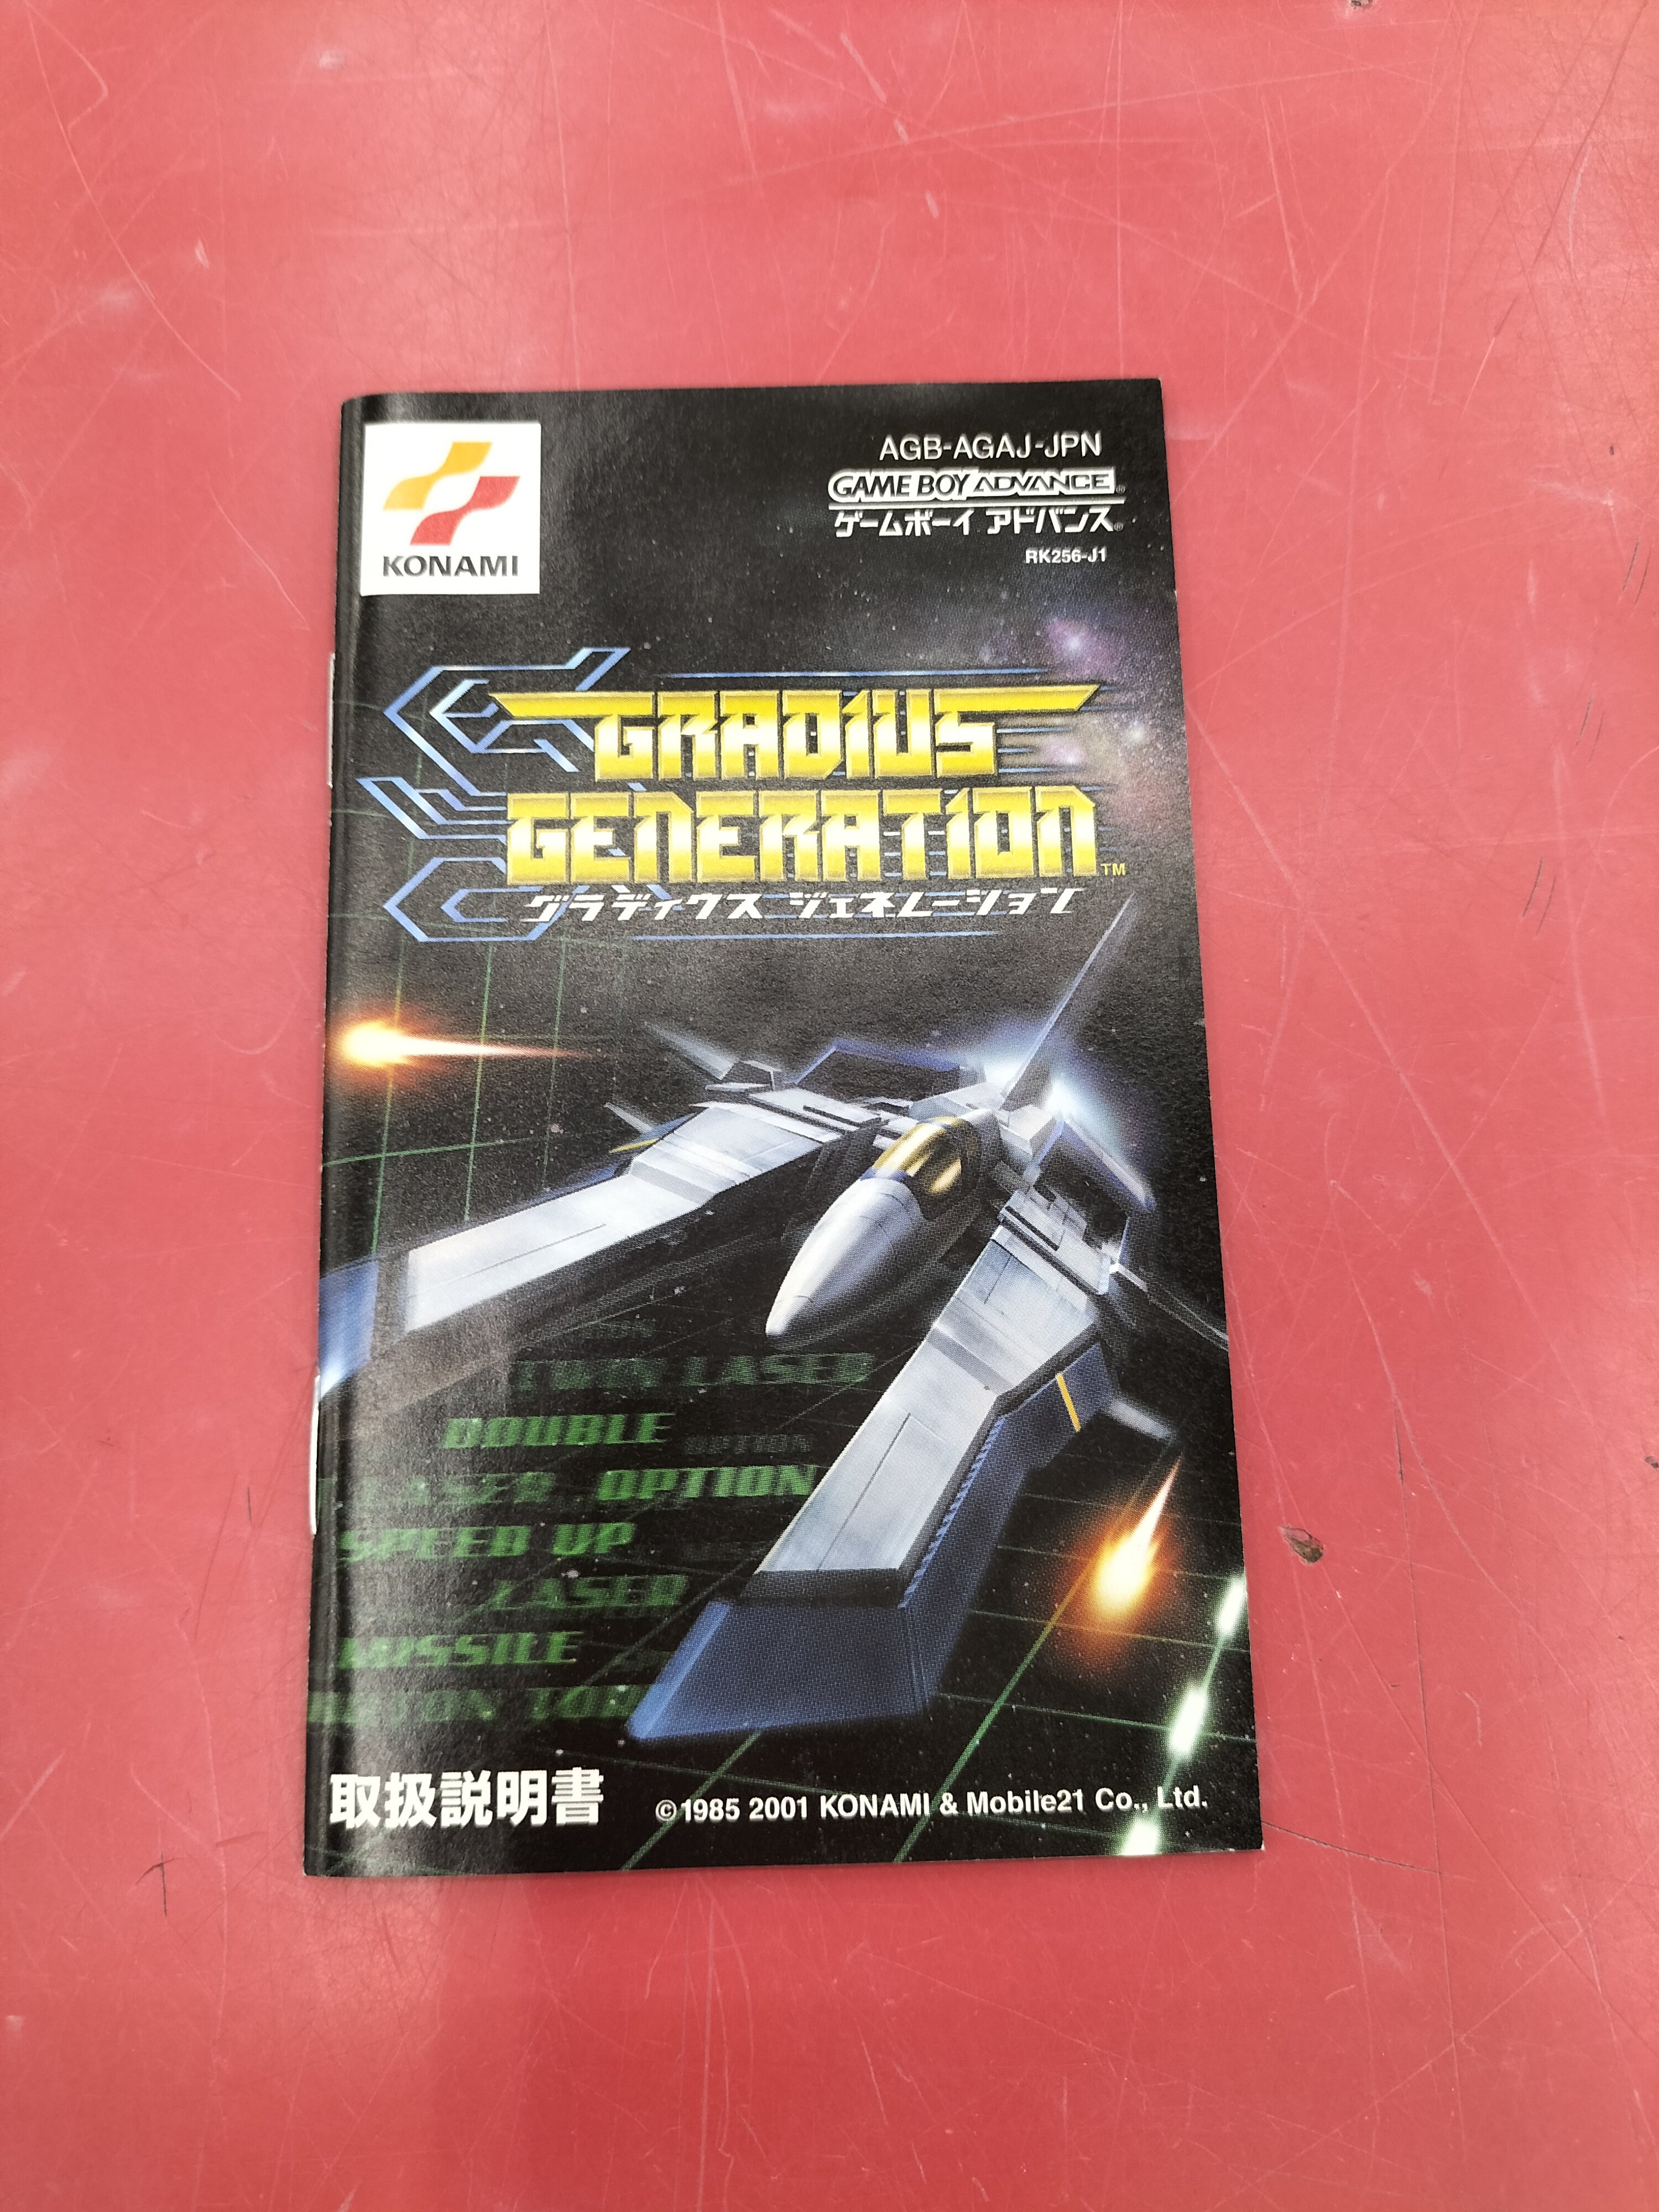 KONAMI
AGB-AGAJ-JPN
GAME BOY ADVANCE
ゲームボーイ アドバンス
RK256-J1
GRADIUS
GENERATION™
グラディウス ジェネレーション
TWIN LASER
DOUBLE OPTION
LASER OPTION
SPEED UP
LASER
MISSILE
取扱説明書
©1985 2001 KONAMI & Mobile21 Co., Ltd.